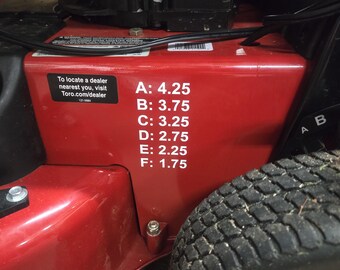 To locate a dealer
nearest you, visit
Toro.com/dealer
A: 4.25
B: 3.75
C: 3.25
D: 2.75
E: 2.25
F: 1.75
A B